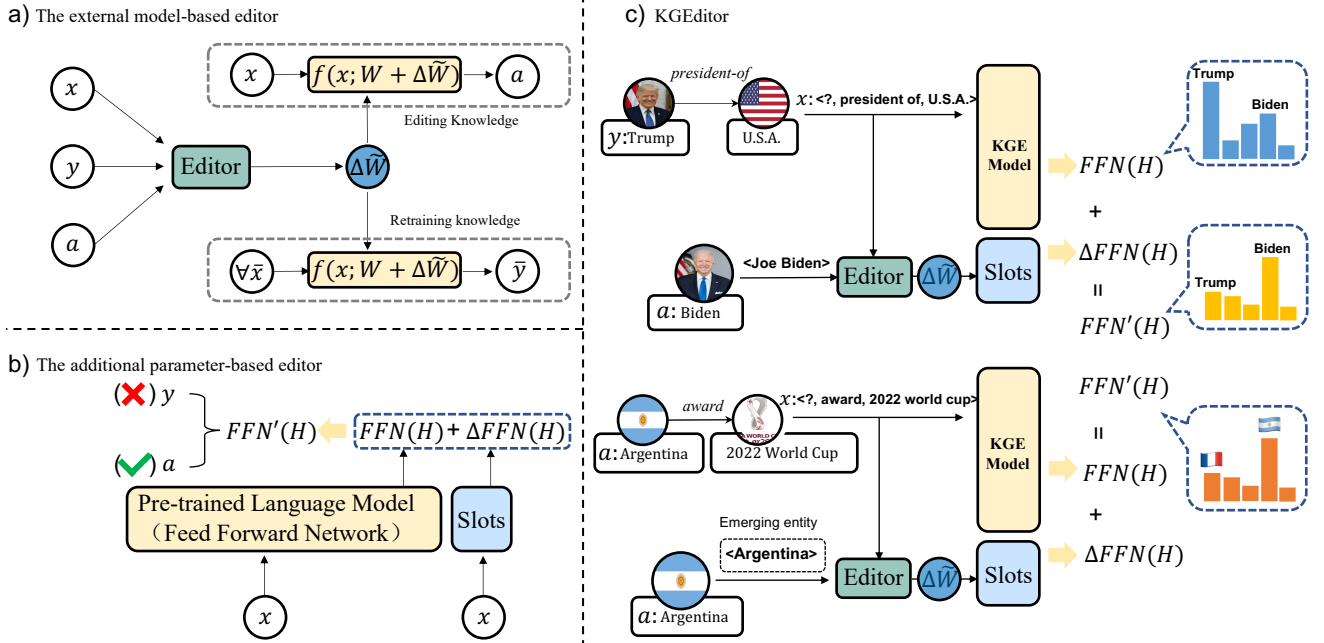 a) The external model-based editor
x
f(x; W + ΔW̃)
a
Editing Knowledge
x
y
a
Editor
ΔW̃
Retraining knowledge
∀x̄
f(x; W + ΔW̃)
ȳ
b) The additional parameter-based editor
(❌) y
(✓) a
FFN′(H)
FFN(H) + ΔFFN(H)
Pre-trained Language Model
(Feed Forward Network)
Slots
x
x
c) KGEditor
president-of
x:<?, president of, U.S.A.>
y:Trump
U.S.A.
KGE
Model
FFN(H)
Trump
Biden
+
<Joe Biden>
a: Biden
Editor
ΔW̃
Slots
ΔFFN(H)
=
FFN′(H)
Trump
Biden
award
x:<?, award, 2022 world cup>
a:Argentina
2022 World Cup
KGE
Model
FFN′(H)
=
FFN(H)
+
Emerging entity
<Argentina>
a:Argentina
Editor
ΔW̃
Slots
ΔFFN(H)